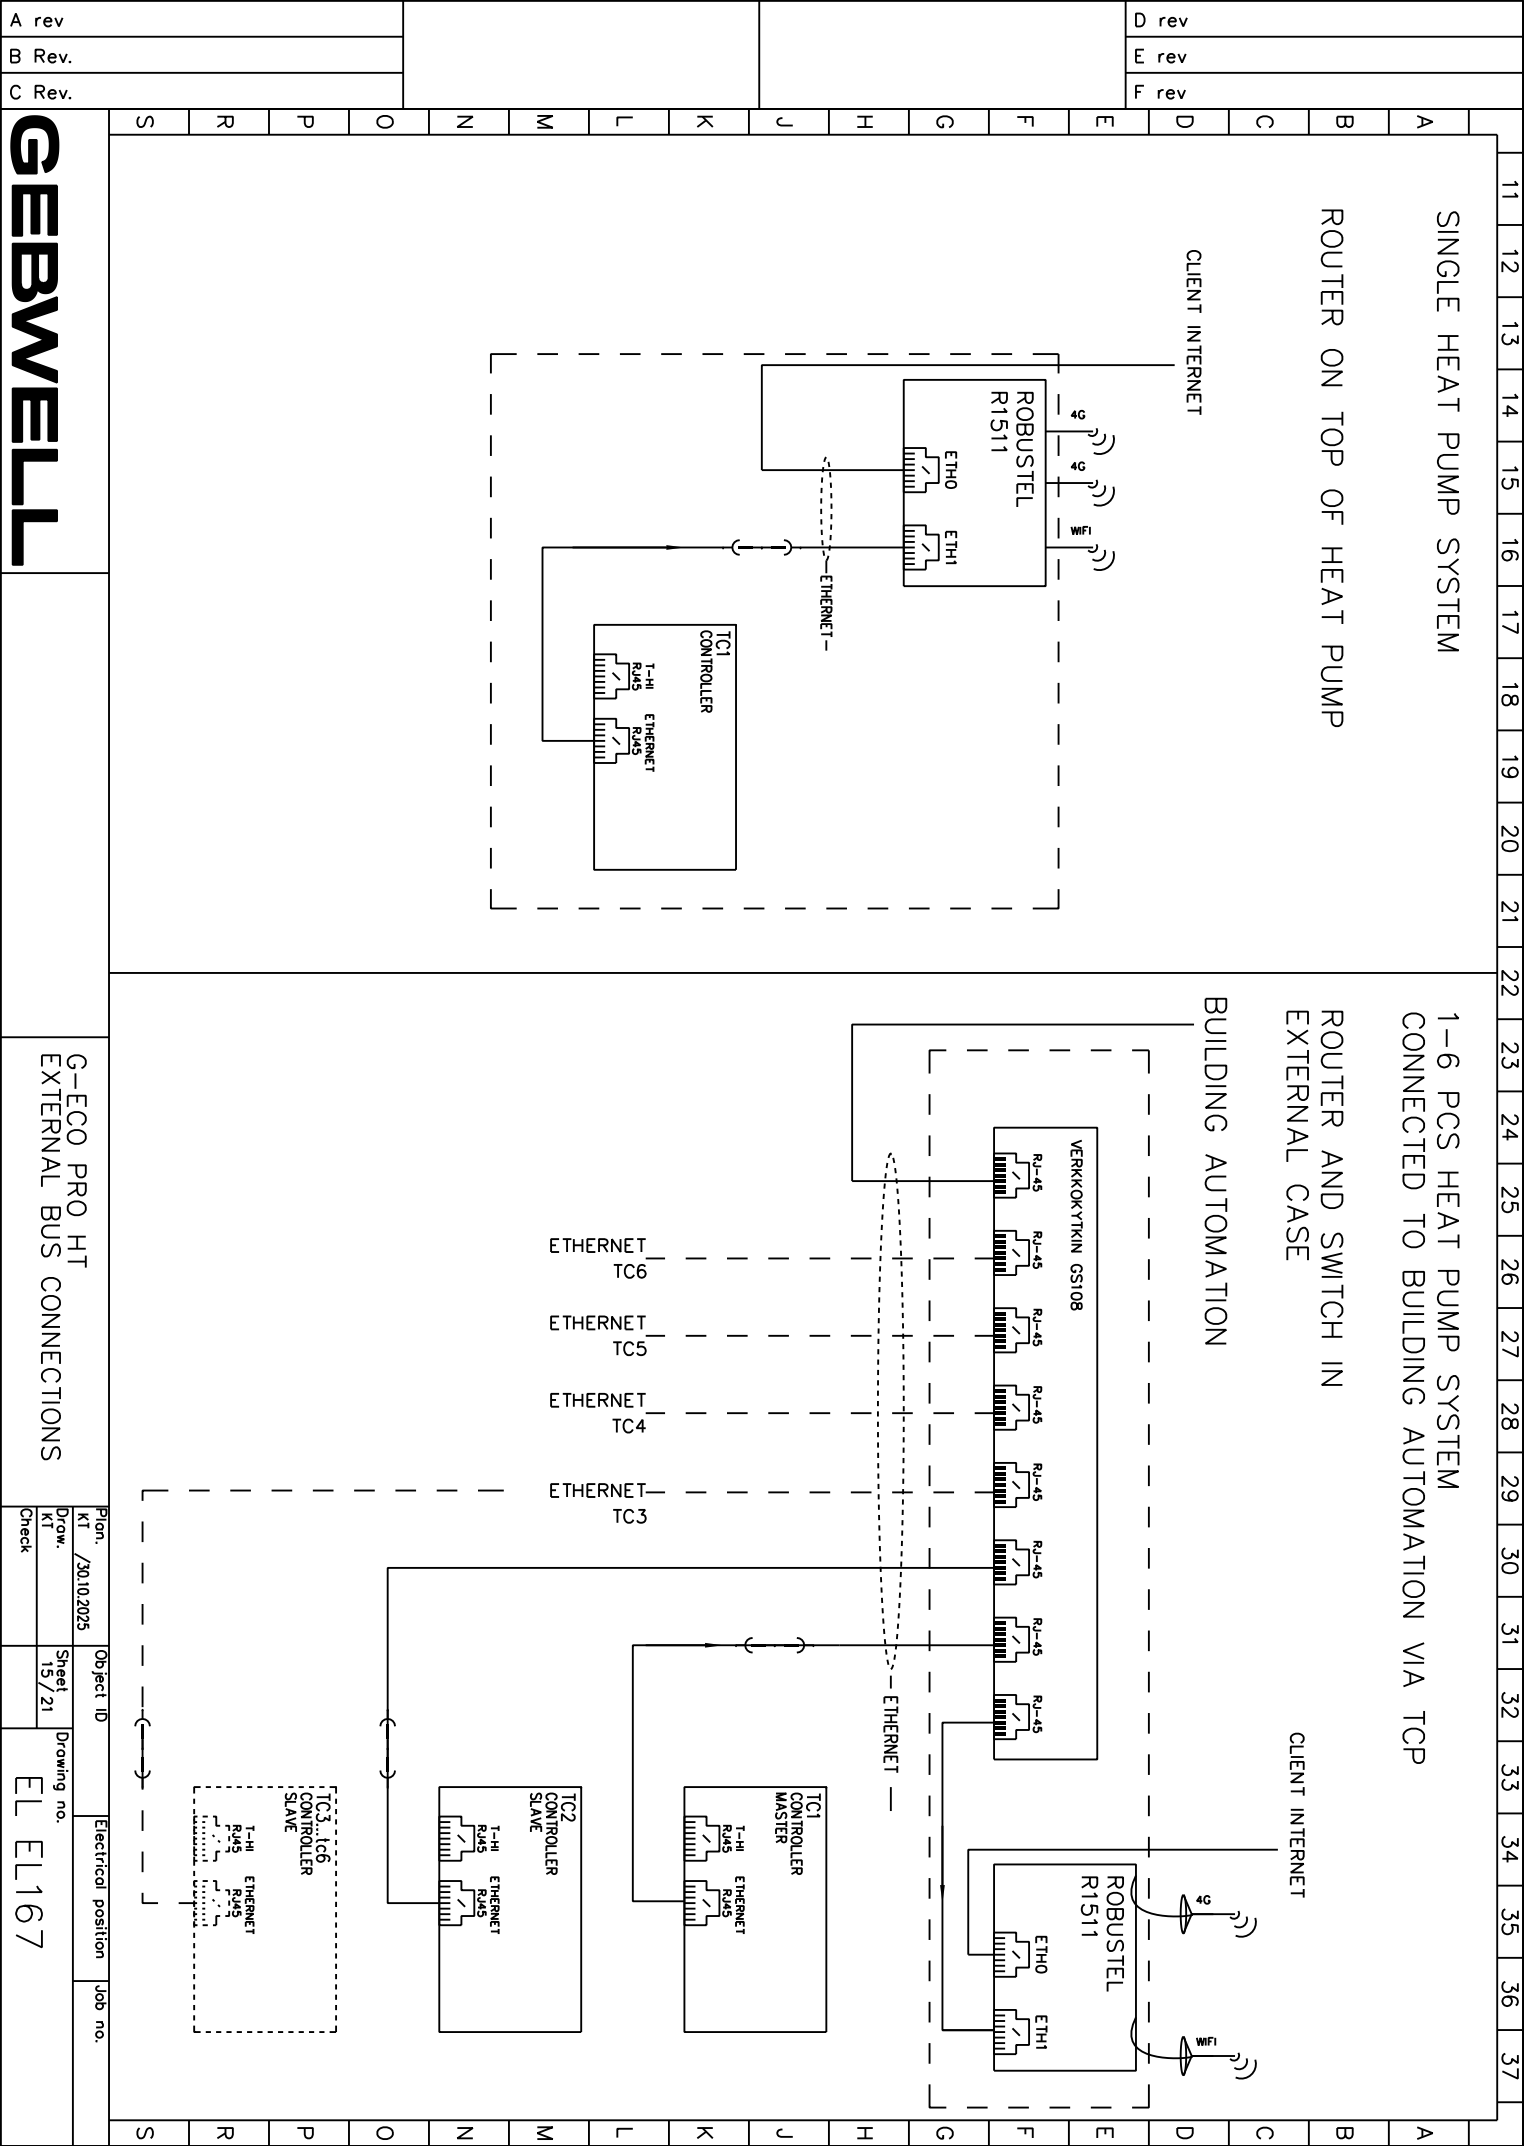 A rev
B Rev.
C Rev.
D rev
E rev
F rev
11 12 13 14 15 16 17 18 19 20 21 22 23 24 25 26 27 28 29 30 31 32 33 34 35 36 37
A
B
C
D
E
F
G
H
J
K
L
M
N
O
P
R
S
SINGLE HEAT PUMP SYSTEM
ROUTER ON TOP OF HEAT PUMP
CLIENT INTERNET
4G
4G
WIFI
ROBUSTEL
R1511
ETH0
ETH1
ETHERNET
TC1
CONTROLLER
T-HI
RJ45
ETHERNET
RJ45
1-6 PCS HEAT PUMP SYSTEM
CONNECTED TO BUILDING AUTOMATION VIA TCP
ROUTER AND SWITCH IN
EXTERNAL CASE
BUILDING AUTOMATION
CLIENT INTERNET
VERKKOKYTKIN GS108
RJ-45
RJ-45
RJ-45
RJ-45
RJ-45
RJ-45
RJ-45
RJ-45
4G
WIFI
ROBUSTEL
R1511
ETH0
ETH1
ETHERNET
ETHERNET
TC6
ETHERNET
TC5
ETHERNET
TC4
ETHERNET
TC3
TC1
CONTROLLER
MASTER
T-HI
RJ45
ETHERNET
RJ45
TC2
CONTROLLER
SLAVE
T-HI
RJ45
ETHERNET
RJ45
TC3...tc6
CONTROLLER
SLAVE
T-HI
RJ45
ETHERNET
RJ45
A
B
C
D
E
F
G
H
J
K
L
M
N
O
P
R
S
GEBWELL
G-ECO PRO HT
EXTERNAL BUS CONNECTIONS
Plan.
KT /30.10.2025
Draw.
KT
Check
Object ID
Sheet
15/21
Electrical position
Job no.
Drawing no.
EL EL167